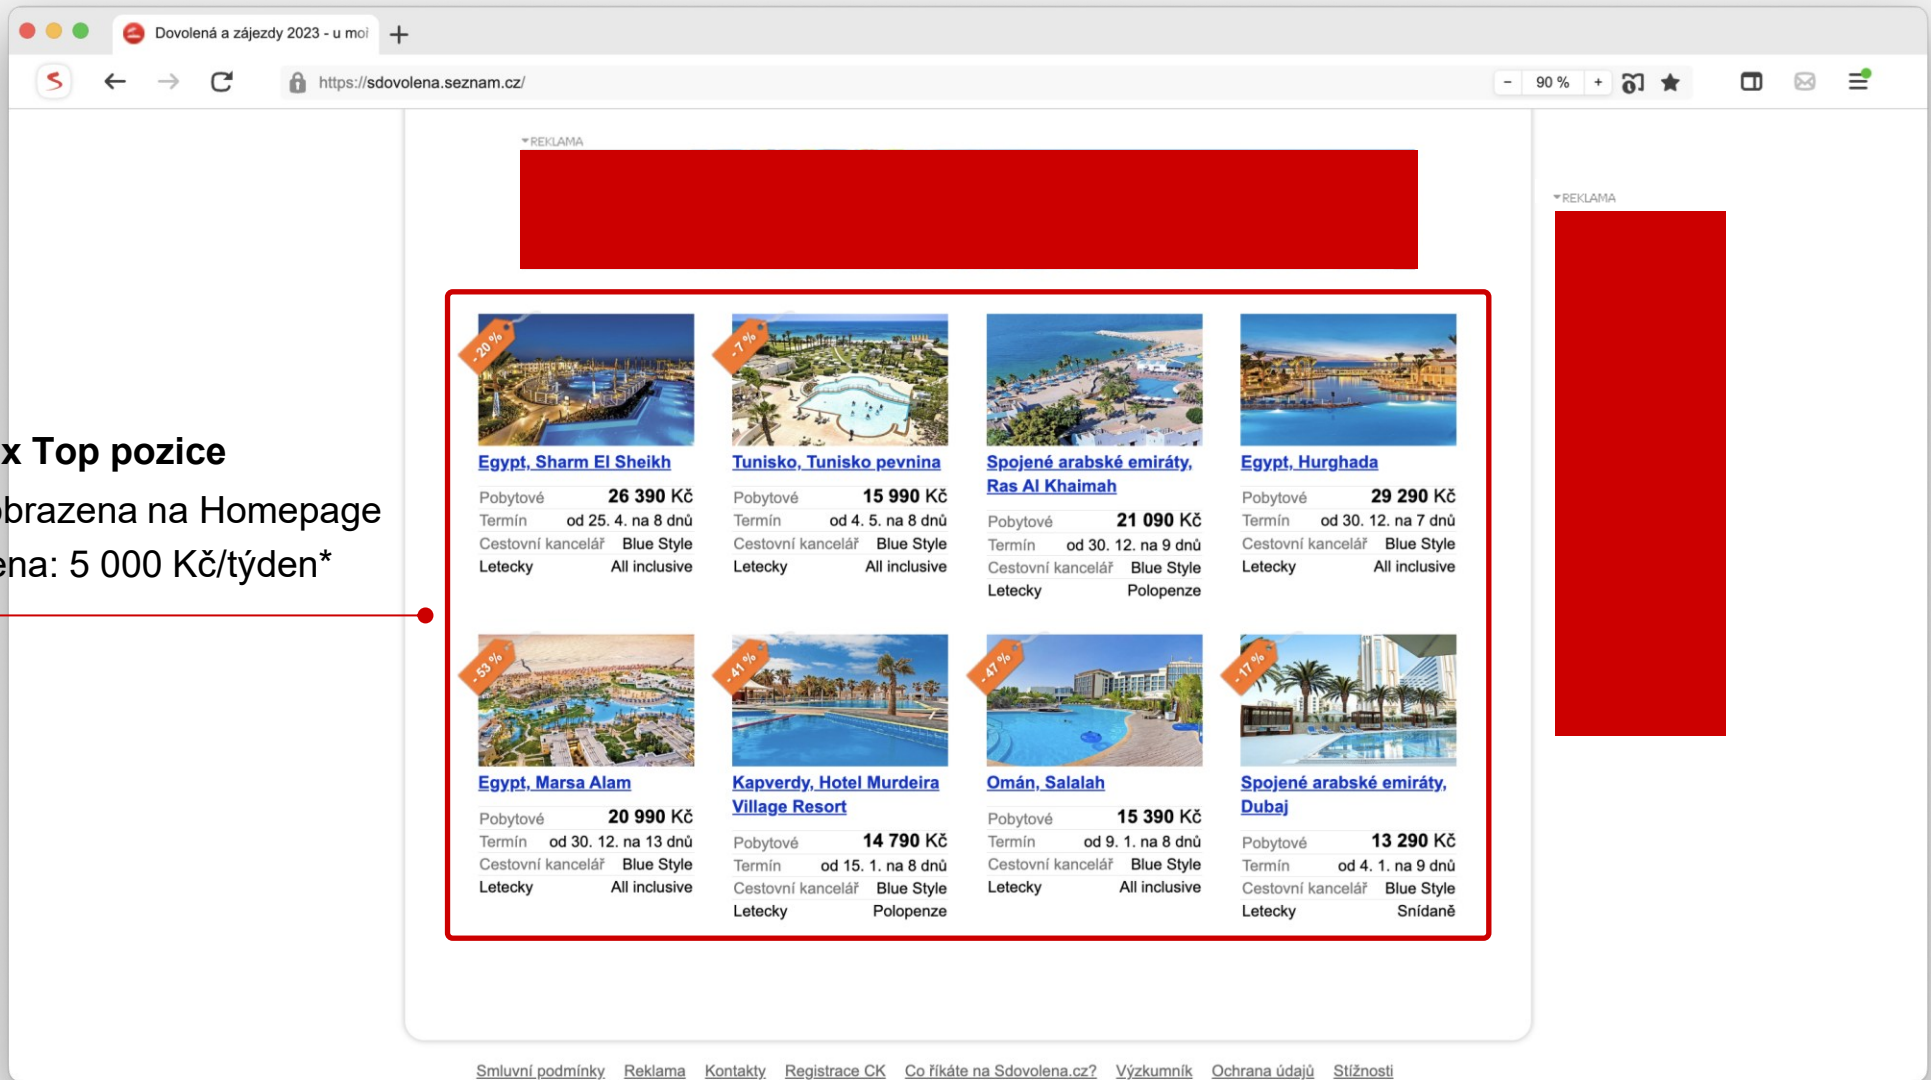 Dovolená a zájezdy 2023 - u moř
https://sdovolena.seznam.cz/
- 90 % +
REKLAMA
REKLAMA
x Top pozice
obrazena na Homepage
ena: 5 000 Kč/týden*
- 20 %
Egypt, Sharm El Sheikh
Pobytové 26 390 Kč
Termín od 25. 4. na 8 dnů
Cestovní kancelář Blue Style
Letecky All inclusive
- 7 %
Tunisko, Tunisko pevnina
Pobytové 15 990 Kč
Termín od 4. 5. na 8 dnů
Cestovní kancelář Blue Style
Letecky All inclusive
Spojené arabské emiráty,
Ras Al Khaimah
Pobytové 21 090 Kč
Termín od 30. 12. na 9 dnů
Cestovní kancelář Blue Style
Letecky Polopenze
Egypt, Hurghada
Pobytové 29 290 Kč
Termín od 30. 12. na 7 dnů
Cestovní kancelář Blue Style
Letecky All inclusive
- 53 %
Egypt, Marsa Alam
Pobytové 20 990 Kč
Termín od 30. 12. na 13 dnů
Cestovní kancelář Blue Style
Letecky All inclusive
- 41 %
Kapverdy, Hotel Murdeira
Village Resort
Pobytové 14 790 Kč
Termín od 15. 1. na 8 dnů
Cestovní kancelář Blue Style
Letecky Polopenze
- 47 %
Omán, Salalah
Pobytové 15 390 Kč
Termín od 9. 1. na 8 dnů
Cestovní kancelář Blue Style
Letecky All inclusive
- 17 %
Spojené arabské emiráty,
Dubaj
Pobytové 13 290 Kč
Termín od 4. 1. na 9 dnů
Cestovní kancelář Blue Style
Letecky Snídaně
Smluvní podmínky Reklama Kontakty Registrace CK Co říkáte na Sdovolena.cz? Výzkumník Ochrana údajů Stížnosti